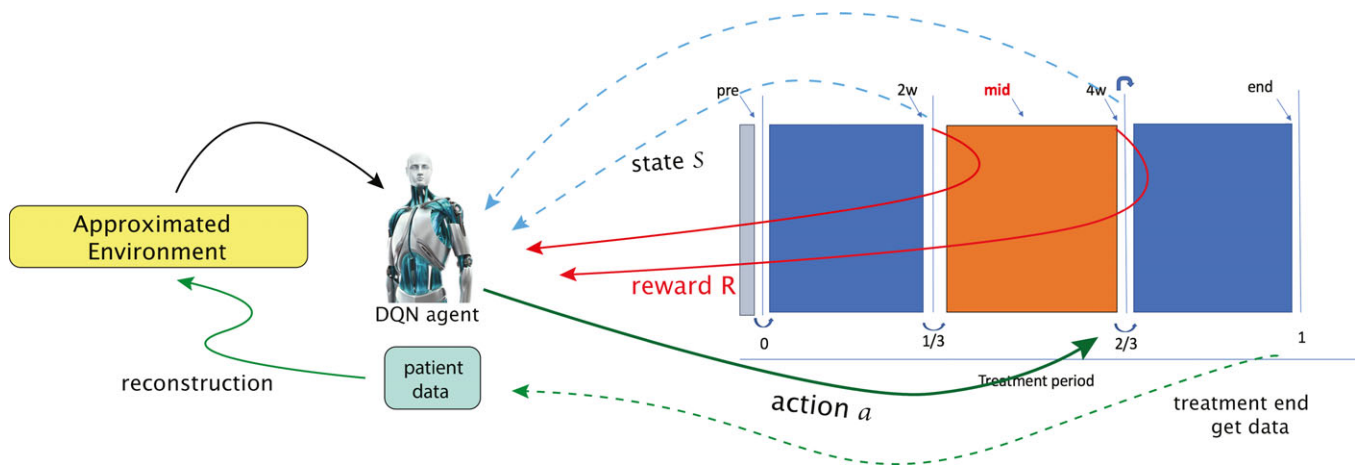 pre
2w
mid
4w
end
state S
Approximated
Environment
reward R
DQN agent
0
1/3
2/3
1
patient
data
reconstruction
Treatment period
action a
treatment end
get data